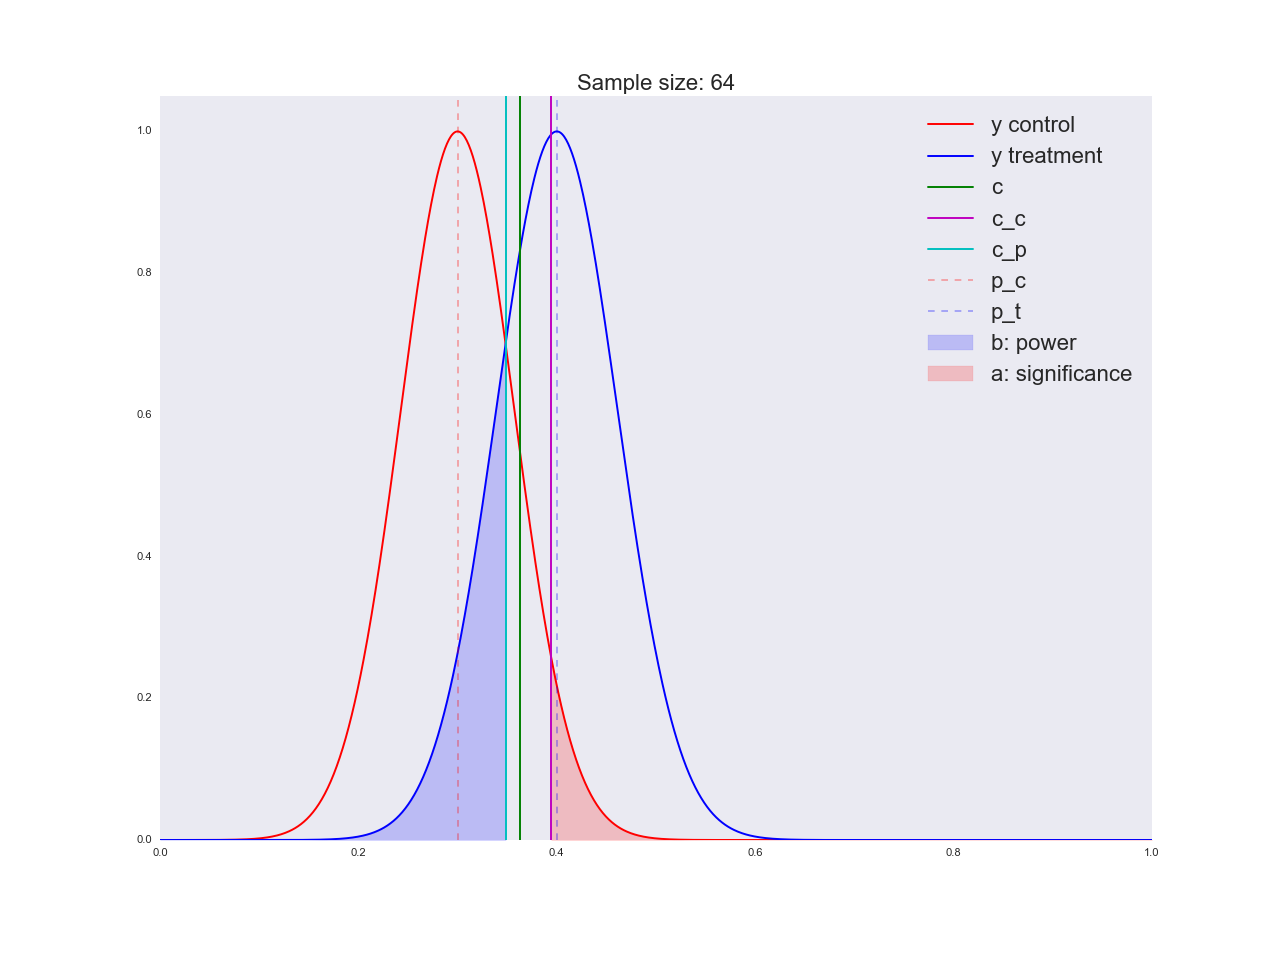 Sample size: 64
y control
y treatment
c
c_c
c_p
p_c
p_t
b: power
a: significance
1.0
0.8
0.6
0.4
0.2
0.0
0.0 0.2 0.4 0.6 0.8 1.0